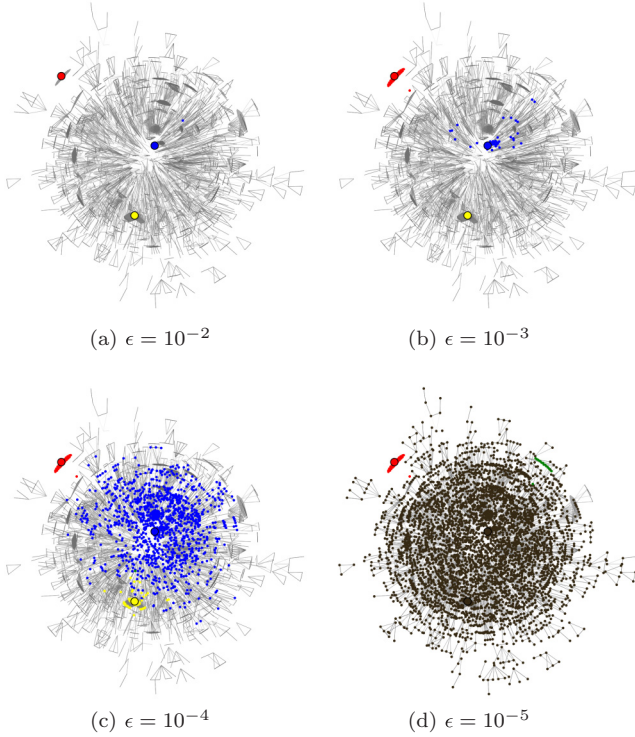 (a) ϵ = 10⁻²
(b) ϵ = 10⁻³
(c) ϵ = 10⁻⁴
(d) ϵ = 10⁻⁵